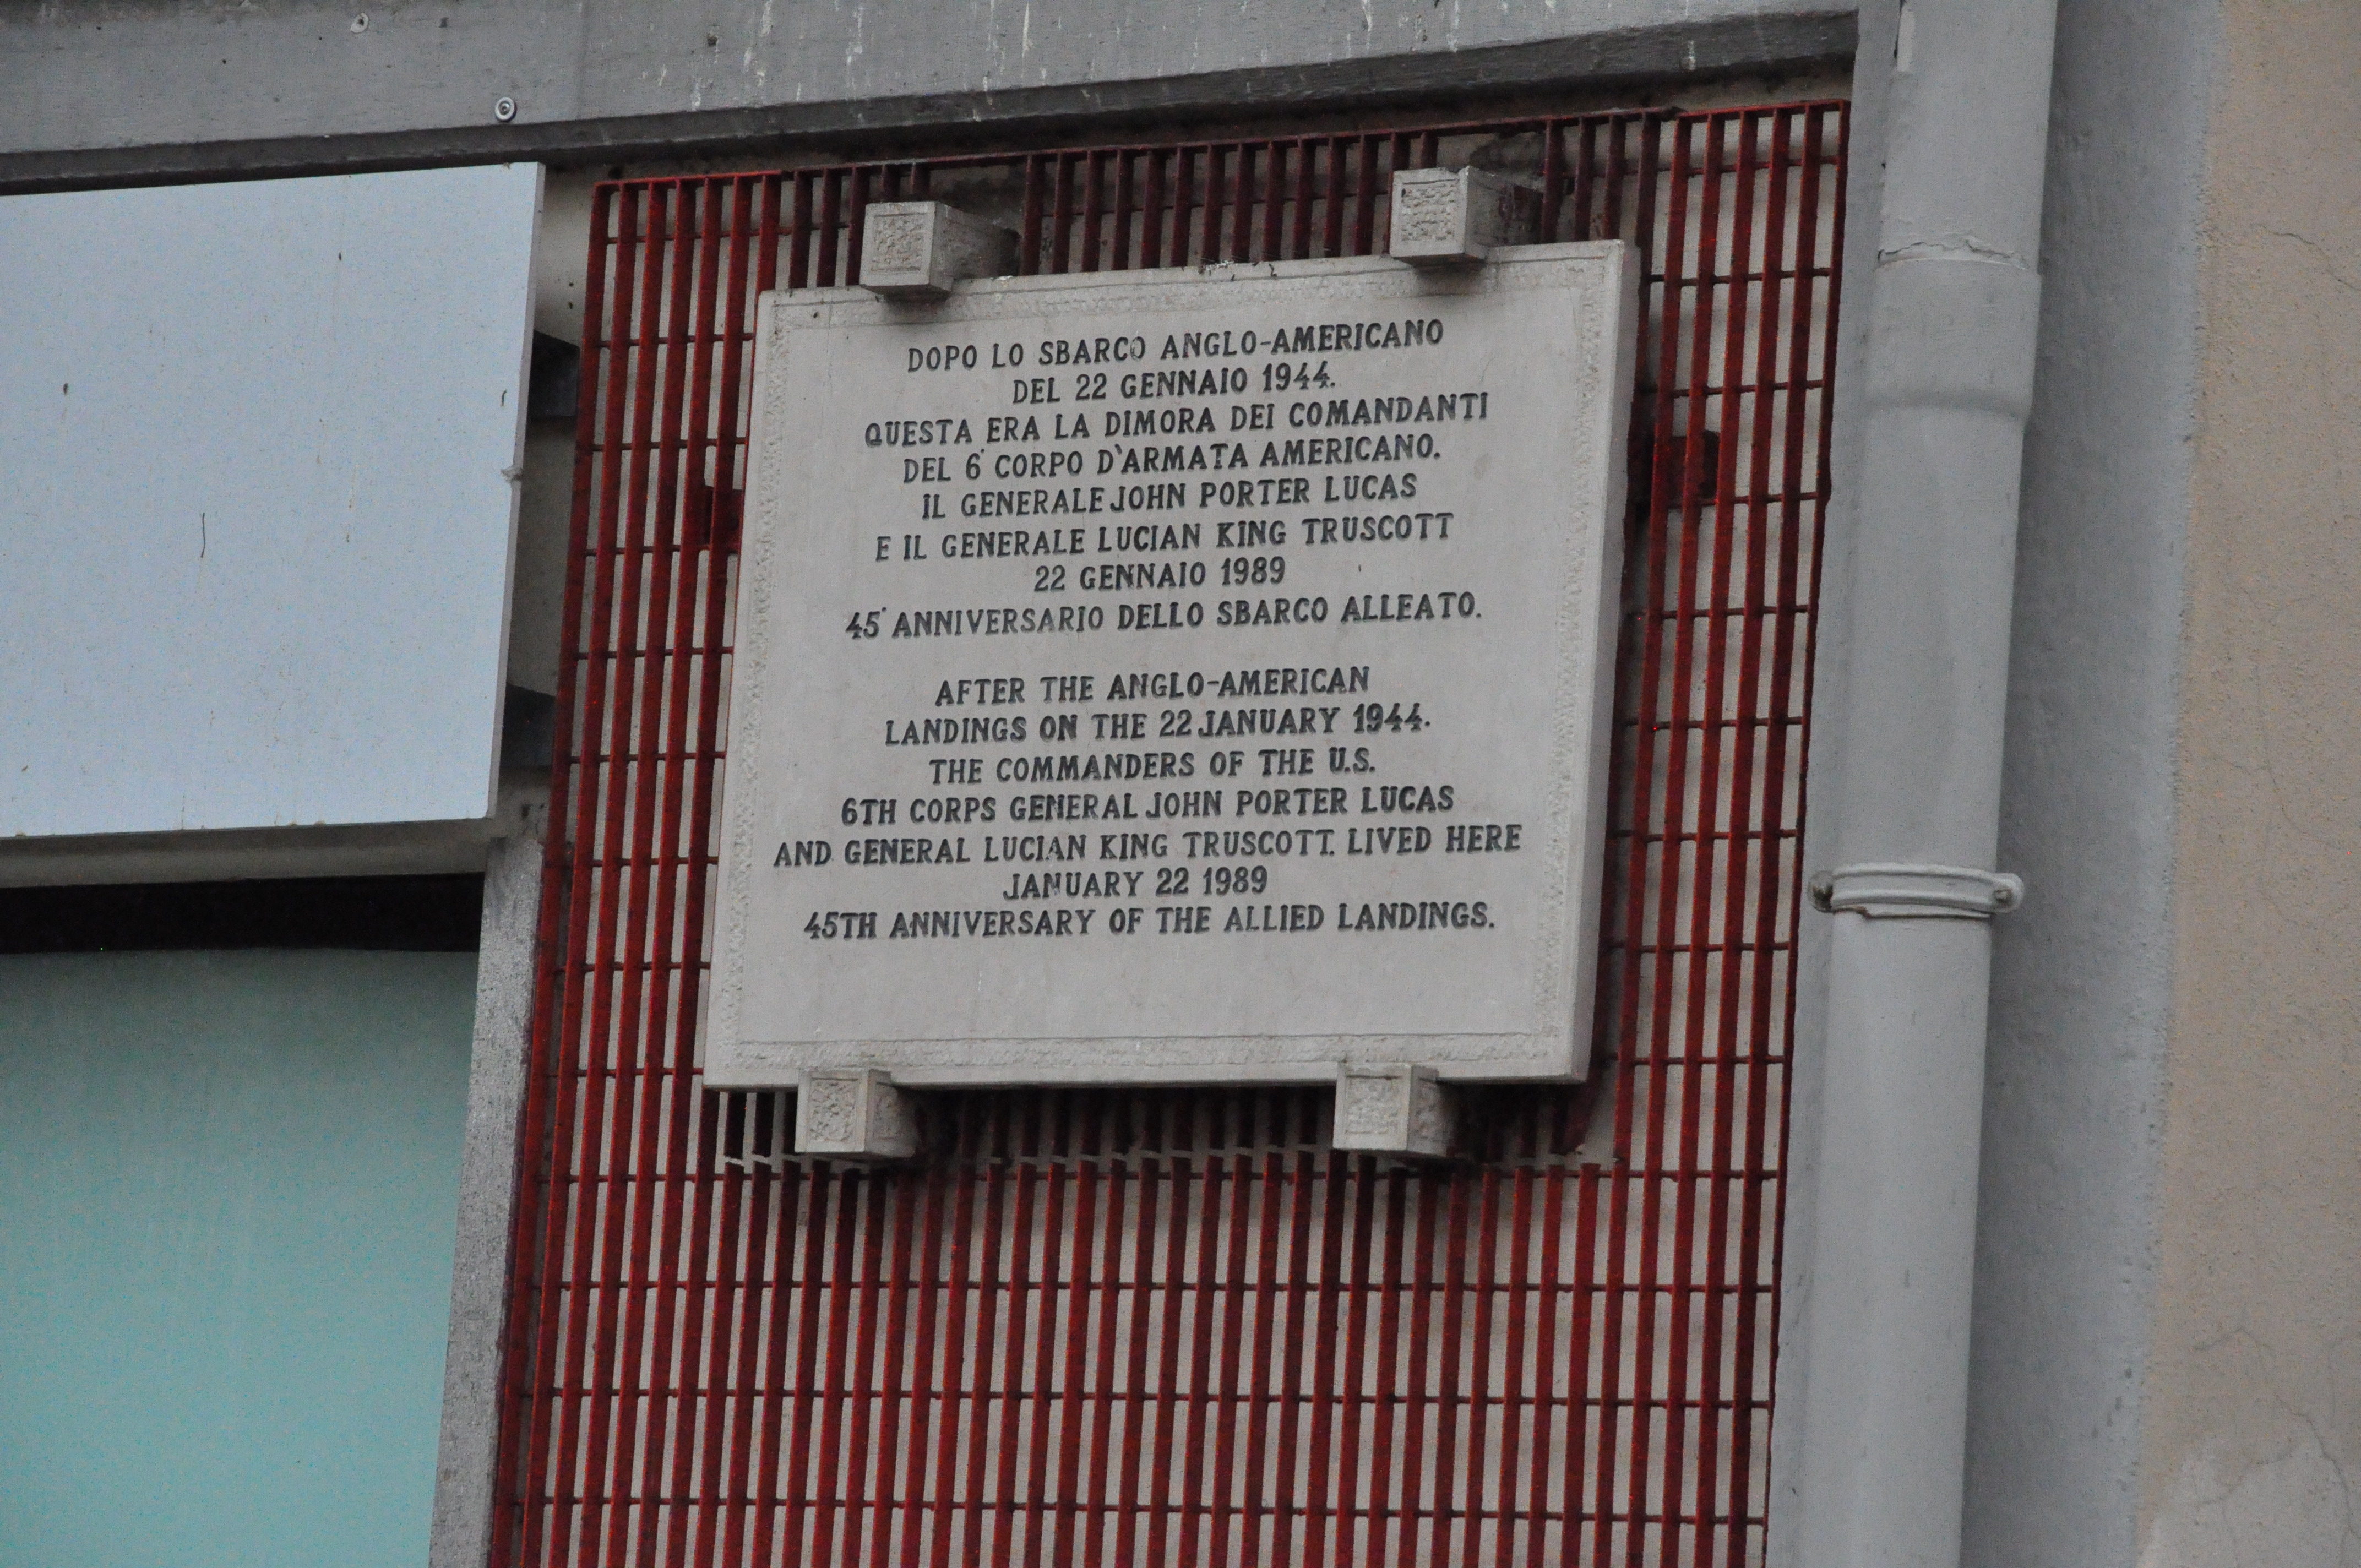 DOPO LO SBARCO ANGLO-AMERICANO
DEL 22 GENNAIO 1944.
QUESTA ERA LA DIMORA DEI COMANDANTI
DEL 6° CORPO D'ARMATA AMERICANO.
IL GENERALE JOHN PORTER LUCAS
E IL GENERALE LUCIAN KING TRUSCOTT
22 GENNAIO 1989
45° ANNIVERSARIO DELLO SBARCO ALLEATO.
AFTER THE ANGLO-AMERICAN
LANDINGS ON THE 22 JANUARY 1944.
THE COMMANDERS OF THE U.S.
6TH CORPS GENERAL JOHN PORTER LUCAS
AND GENERAL LUCIAN KING TRUSCOTT. LIVED HERE
JANUARY 22 1989
45TH ANNIVERSARY OF THE ALLIED LANDINGS.